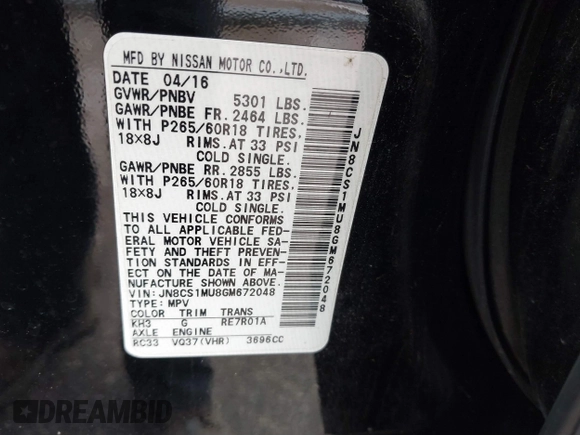 MFD BY NISSAN MOTOR CO.,LTD.
DATE 04/16
GVWR/PNBV 5301 LBS.
GAWR/PNBE FR. 2464 LBS.
WITH P265/60R18 TIRES.
18×8J RIMS. AT 33 PSI
COLD SINGLE.
GAWR/PNBE RR. 2855 LBS.
WITH P265/60R18 TIRES.
18×8J RIMS. AT 33 PSI
COLD SINGLE.
THIS VEHICLE CONFORMS
TO ALL APPLICABLE FED-
ERAL MOTOR VEHICLE SA-
FETY AND THEFT PREVEN-
TION STANDARDS IN EFF-
ECT ON THE DATE OF MA-
NUFACTURE SHOWN ABOVE.
VIN: JN8CS1MU8GM672048
TYPE: MPV
COLOR TRIM TRANS
KH3 G RE7R01A
AXLE ENGINE
RC33 VQ37(VHR) 3696CC
JN8CS1MU8GM672048
DREAMBID